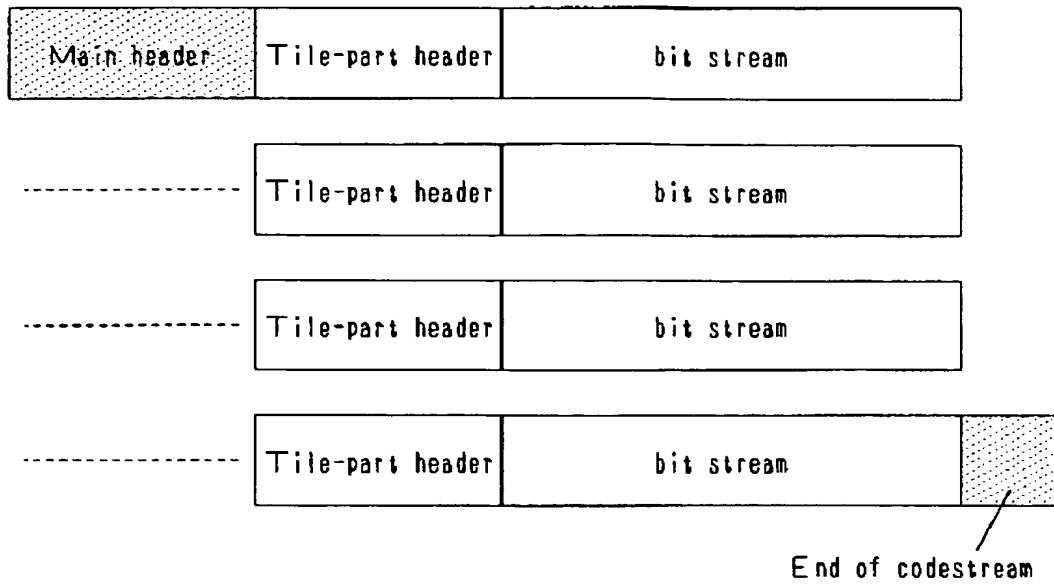 Main header Tile-part header bit stream
Tile-part header bit stream
Tile-part header bit stream
Tile-part header bit stream
End of codestream